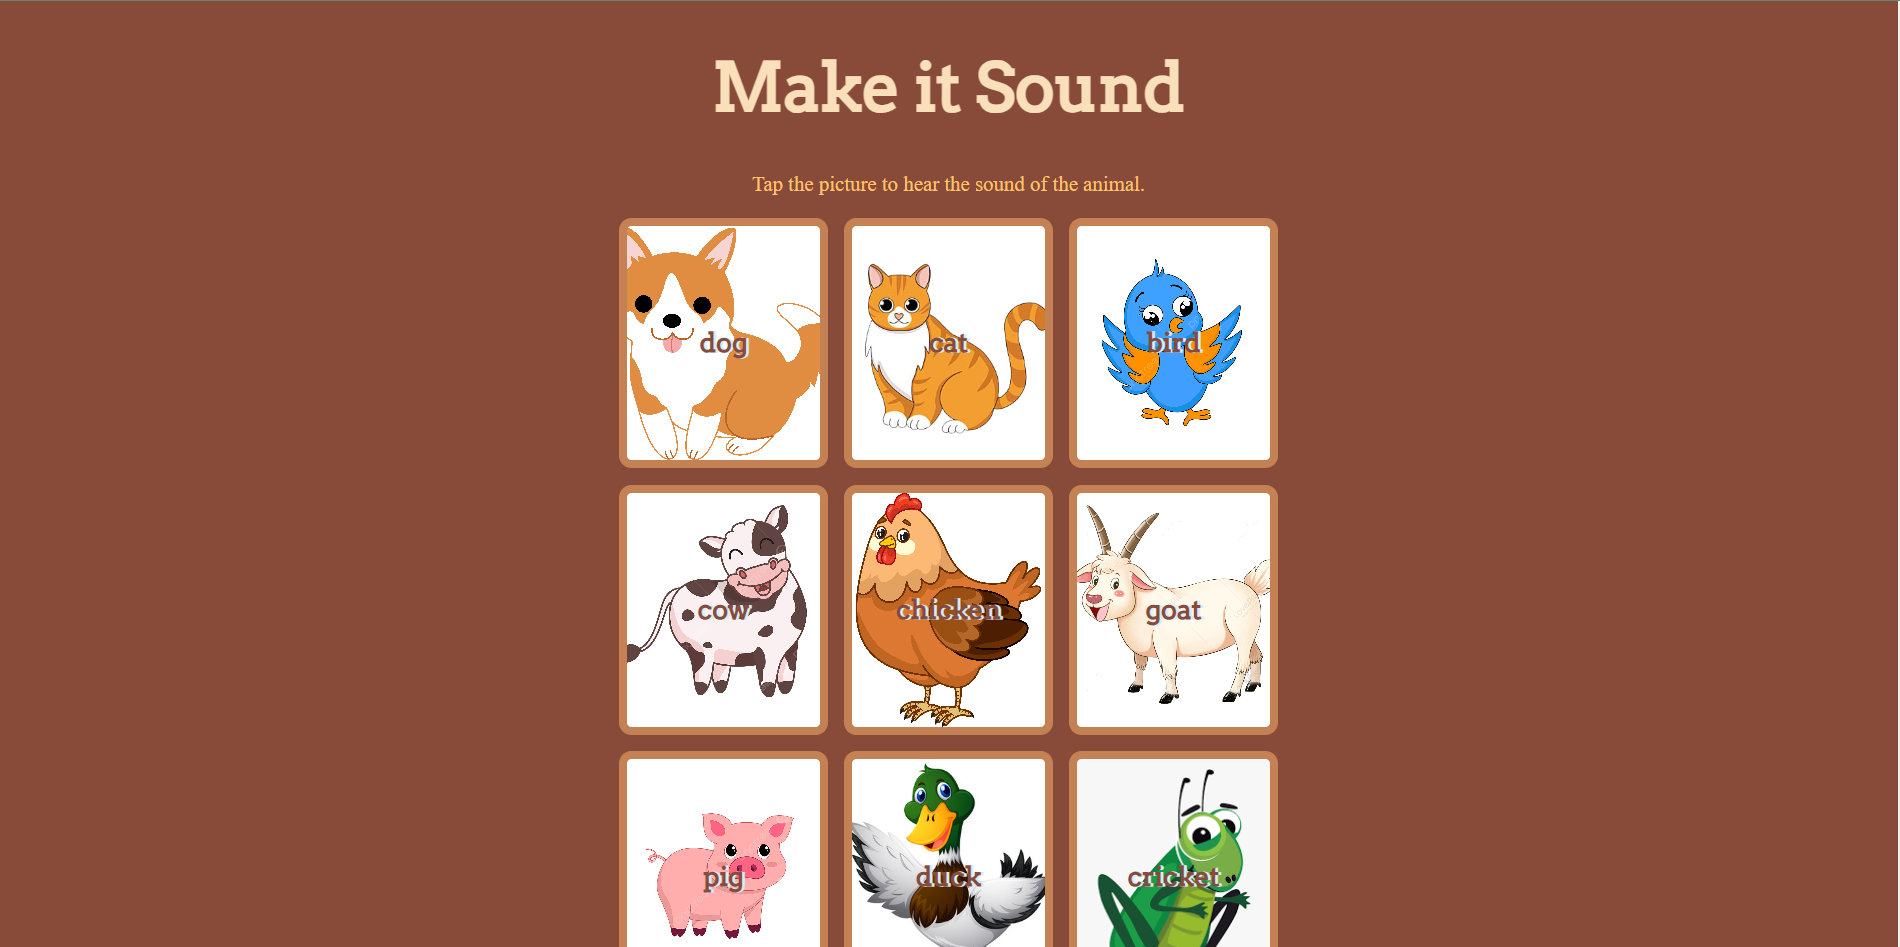 Make it Sound
Tap the picture to hear the sound of the animal.
dog
cat
bird
cow
chicken
goat
pig
duck
cricket